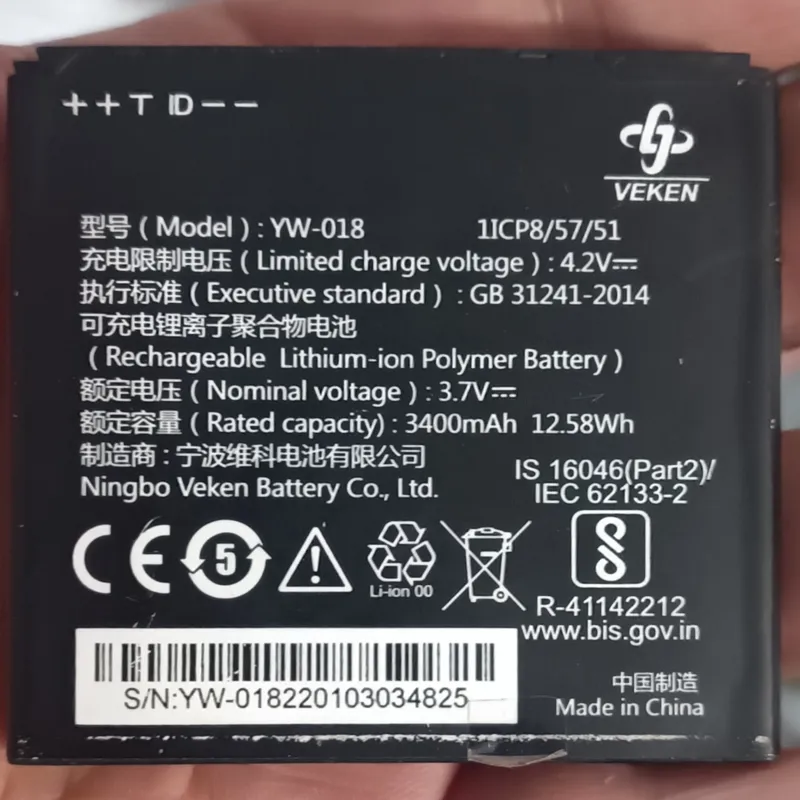 ++T ID--
VEKEN
型号(Model): YW-018 1ICP8/57/51
充电限制电压(Limited charge voltage): 4.2V⎓
执行标准(Executive standard): GB 31241-2014
可充电锂离子聚合物电池
(Rechargeable Lithium-ion Polymer Battery)
额定电压(Nominal voltage): 3.7V⎓
额定容量(Rated capacity): 3400mAh 12.58Wh
制造商:宁波维科电池有限公司
Ningbo Veken Battery Co., Ltd.
IS 16046(Part2)/
IEC 62133-2
CE 5 Li-ion 00
R-41142212
www.bis.gov.in
S/N:YW-018220103034825
中国制造
Made in China